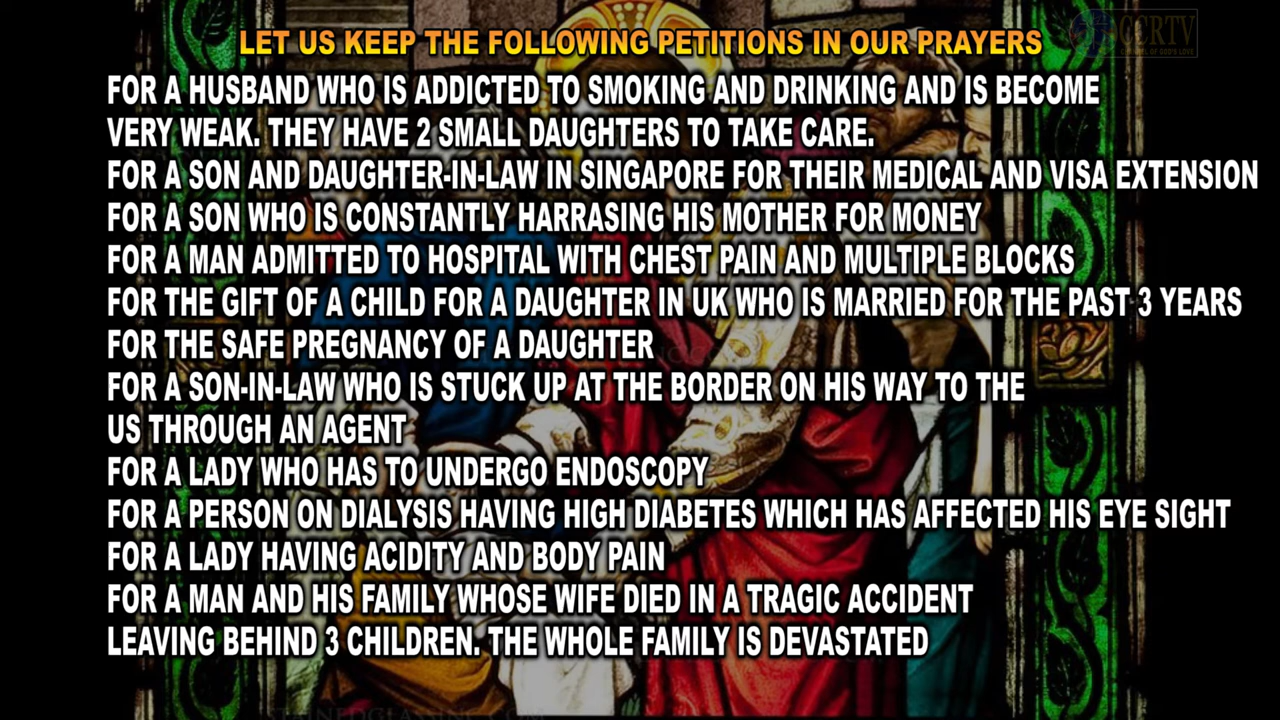 CCRTV
CHANNEL OF GOD'S LOVE
LET US KEEP THE FOLLOWING PETITIONS IN OUR PRAYERS
FOR A HUSBAND WHO IS ADDICTED TO SMOKING AND DRINKING AND IS BECOME
VERY WEAK. THEY HAVE 2 SMALL DAUGHTERS TO TAKE CARE.
FOR A SON AND DAUGHTER-IN-LAW IN SINGAPORE FOR THEIR MEDICAL AND VISA EXTENSION
FOR A SON WHO IS CONSTANTLY HARRASING HIS MOTHER FOR MONEY
FOR A MAN ADMITTED TO HOSPITAL WITH CHEST PAIN AND MULTIPLE BLOCKS
FOR THE GIFT OF A CHILD FOR A DAUGHTER IN UK WHO IS MARRIED FOR THE PAST 3 YEARS
FOR THE SAFE PREGNANCY OF A DAUGHTER
FOR A SON-IN-LAW WHO IS STUCK UP AT THE BORDER ON HIS WAY TO THE
US THROUGH AN AGENT
FOR A LADY WHO HAS TO UNDERGO ENDOSCOPY
FOR A PERSON ON DIALYSIS HAVING HIGH DIABETES WHICH HAS AFFECTED HIS EYE SIGHT
FOR A LADY HAVING ACIDITY AND BODY PAIN
FOR A MAN AND HIS FAMILY WHOSE WIFE DIED IN A TRAGIC ACCIDENT
LEAVING BEHIND 3 CHILDREN. THE WHOLE FAMILY IS DEVASTATED